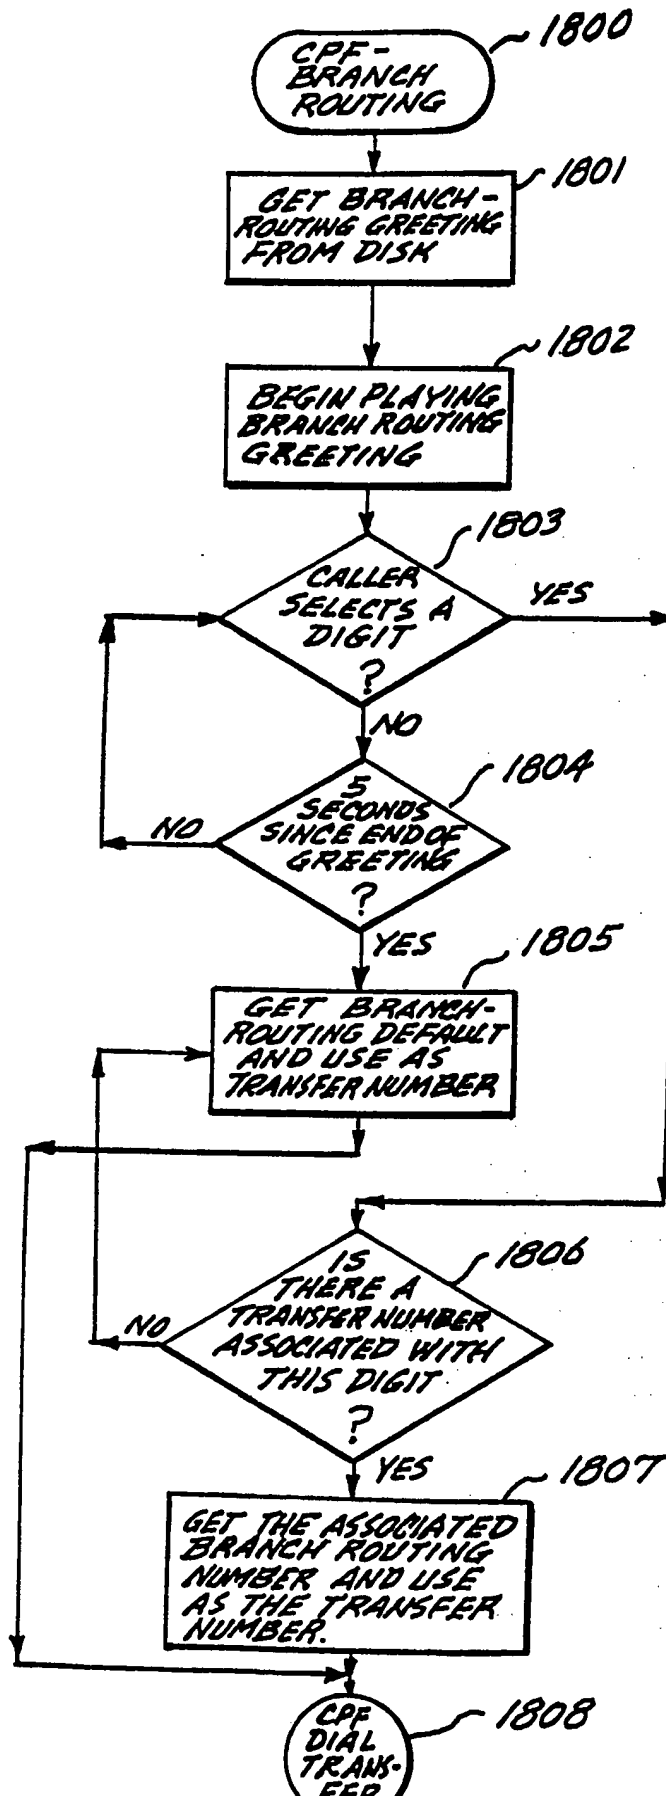 CPF-
BRANCH
ROUTING
1800
1801
GET BRANCH-
ROUTING GREETING
FROM DISK
1802
BEGIN PLAYING
BRANCH ROUTING
GREETING
1803
CALLER
SELECTS A
DIGIT
?
YES
NO
1804
5
SECONDS
SINCE END OF
GREETING
?
NO
YES
1805
GET BRANCH-
ROUTING DEFAULT
AND USE AS
TRANSFER NUMBER
1806
IS
THERE A
TRANSFER NUMBER
ASSOCIATED WITH
THIS DIGIT
?
NO
YES
1807
GET THE ASSOCIATED
BRANCH ROUTING
NUMBER AND USE
AS THE TRANSFER
NUMBER.
1808
CPF
DIAL
TRANS-
FER